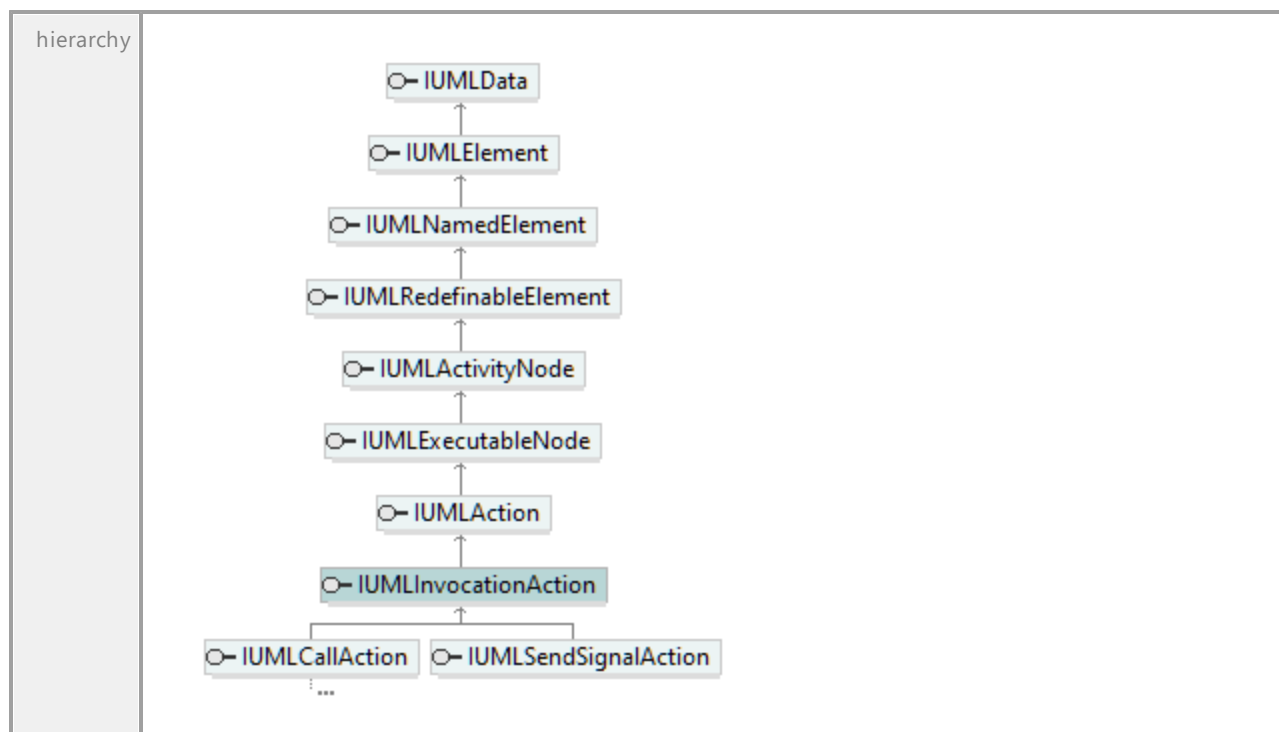 hierarchy
IUMLData
IUMLElement
IUMLNamedElement
IUMLRedefinableElement
IUMLActivityNode
IUMLExecutableNode
IUMLAction
IUMLInvocationAction
IUMLCallAction IUMLSendSignalAction
...